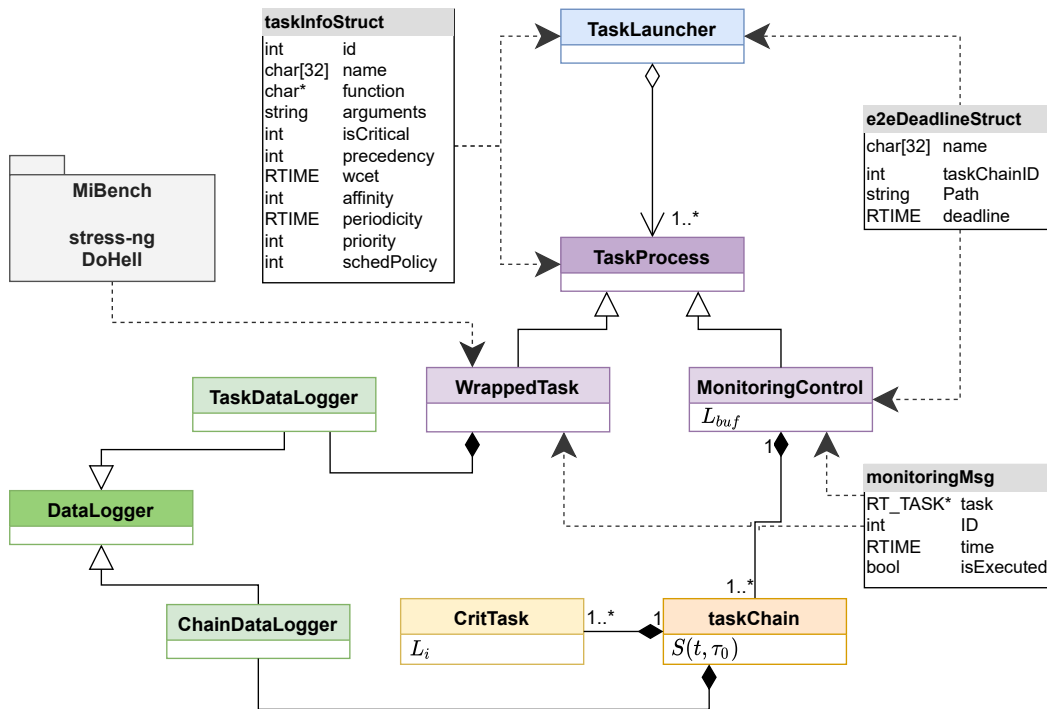 taskInfoStruct
int id
char[32] name
char* function
string arguments
int isCritical
int precedency
RTIME wcet
int affinity
RTIME periodicity
int priority
int schedPolicy
TaskLauncher
1..*
e2eDeadlineStruct
char[32] name
int taskChainID
string Path
RTIME deadline
MiBench
stress-ng
DoHell
TaskProcess
WrappedTask
MonitoringControl
L_{buf}
1
TaskDataLogger
monitoringMsg
RT_TASK* task
int ID
RTIME time
bool isExecuted
DataLogger
1..*
ChainDataLogger
CritTask
L_i
1..*
1
taskChain
S(t, τ_0)